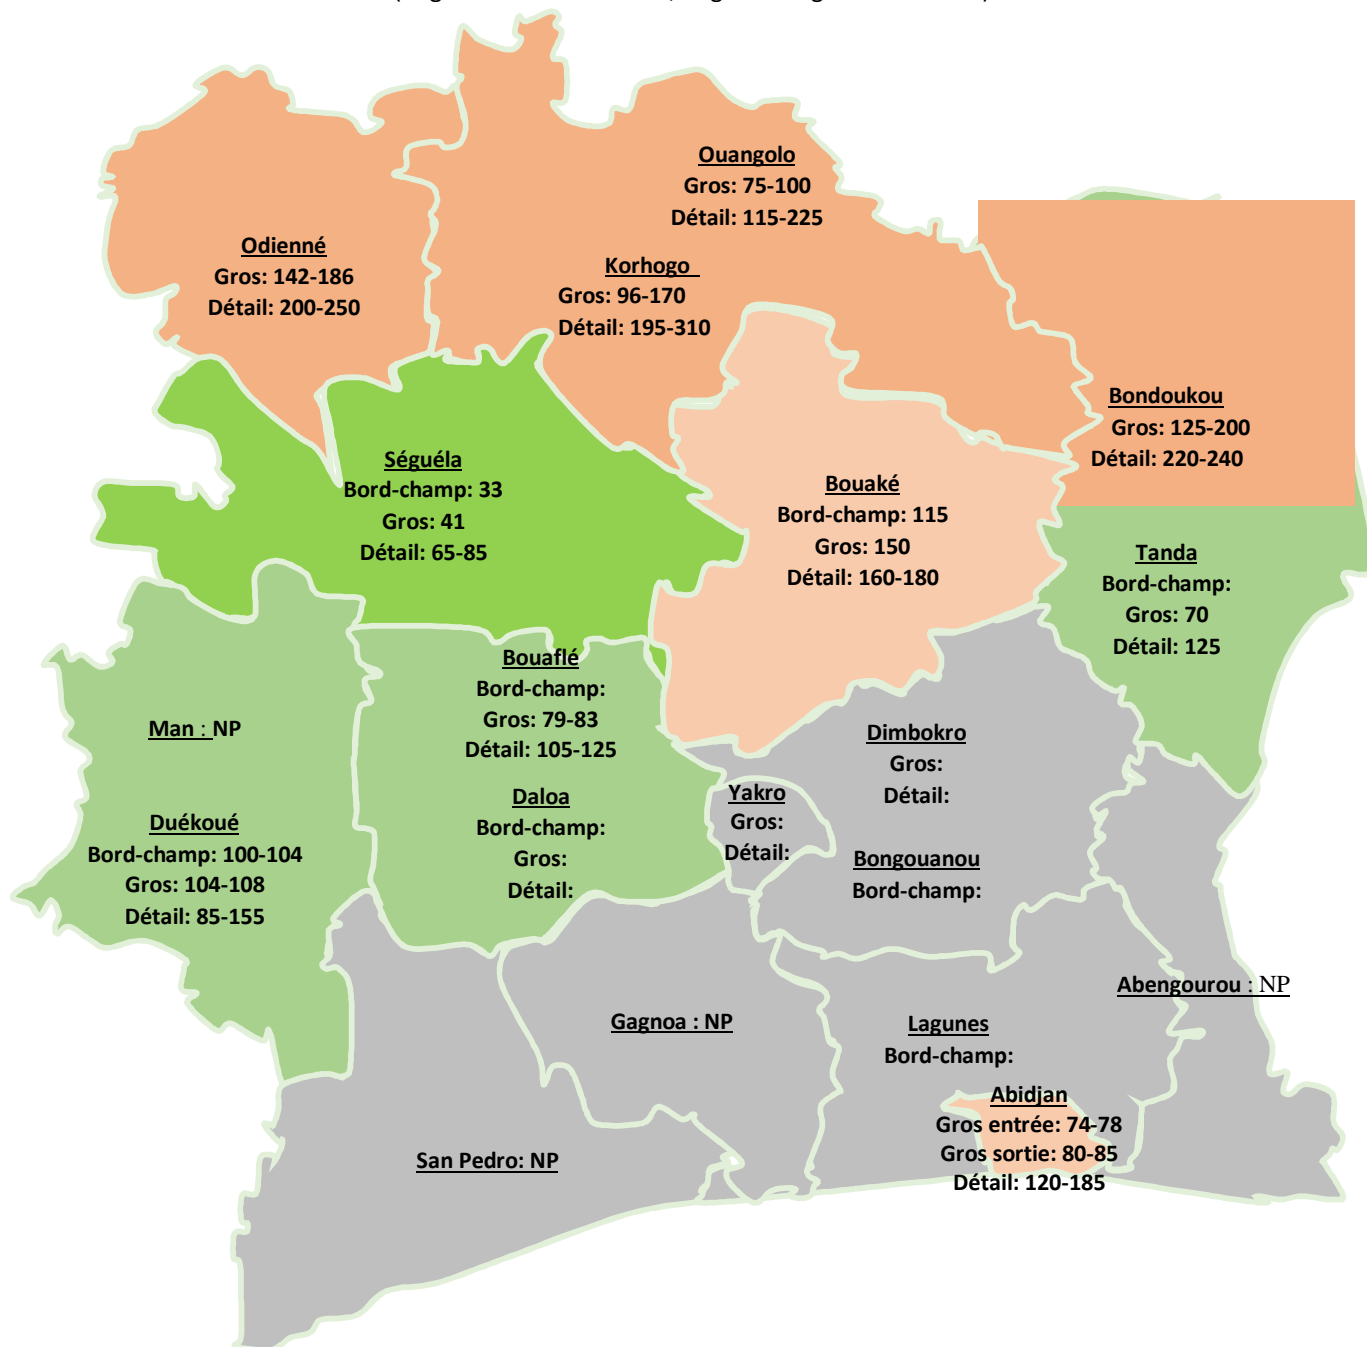 Ouangolo
Gros: 75-100
Détail: 115-225
Odienné
Gros: 142-186
Détail: 200-250
Korhogo
Gros: 96-170
Détail: 195-310
Bondoukou
Gros: 125-200
Détail: 220-240
Séguéla
Bord-champ: 33
Gros: 41
Détail: 65-85
Bouaké
Bord-champ: 115
Gros: 150
Détail: 160-180
Tanda
Bord-champ:
Gros: 70
Détail: 125
Bouaflé
Bord-champ:
Gros: 79-83
Détail: 105-125
Man : NP
Dimbokro
Gros:
Détail:
Daloa
Bord-champ:
Gros:
Détail:
Yakro
Gros:
Détail:
Duékoué
Bord-champ: 100-104
Gros: 104-108
Détail: 85-155
Bongouanou
Bord-champ:
Abengourou : NP
Gagnoa : NP
Lagunes
Bord-champ:
Abidjan
Gros entrée: 74-78
Gros sortie: 80-85
Détail: 120-185
San Pedro: NP